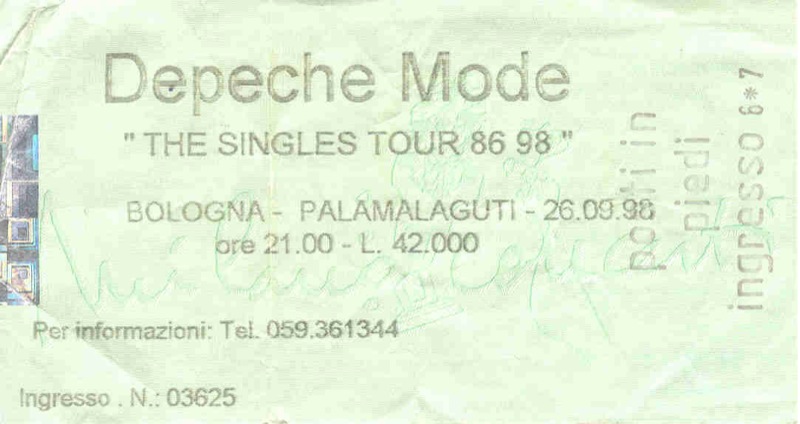 Depeche Mode
" THE SINGLES TOUR 86 98 "
BOLOGNA - PALAMALAGUTI - 26.09.98
ore 21.00 - L. 42.000
Per informazioni: Tel. 059.361344
Ingresso . N.: 03625
posti in
piedi
ingresso 6*7